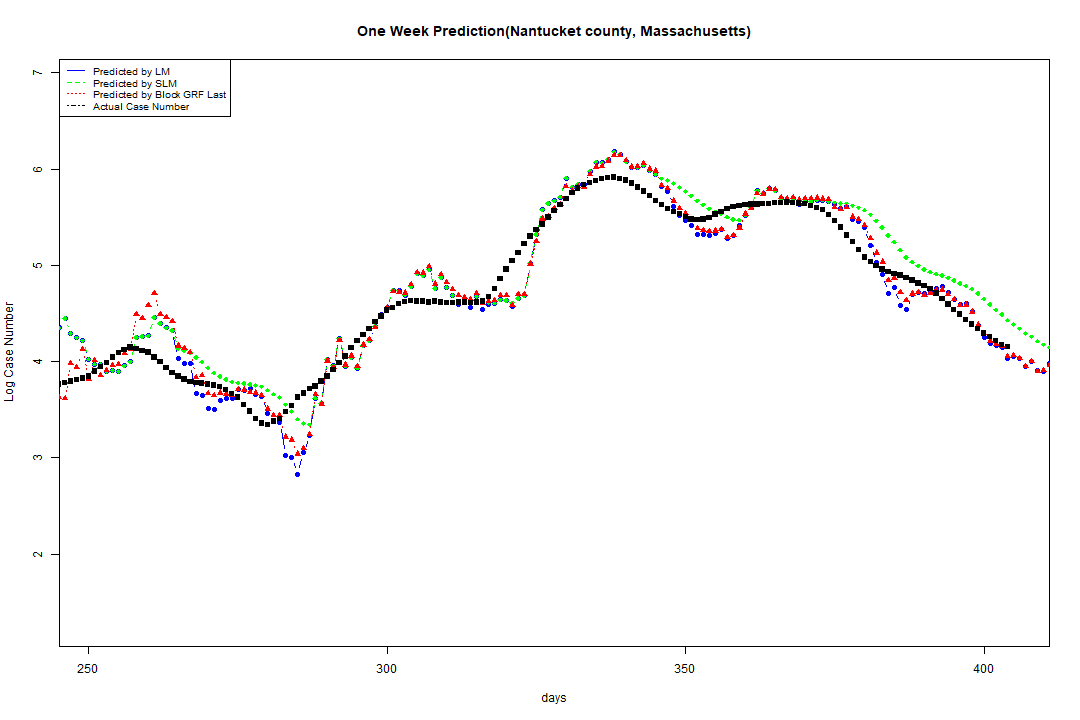 One Week Prediction(Nantucket county, Massachusetts)
Predicted by LM
Predicted by SLM
Predicted by Block GRF Last
Actual Case Number
7
6
5
4
3
2
Log Case Number
250 300 350 400
days